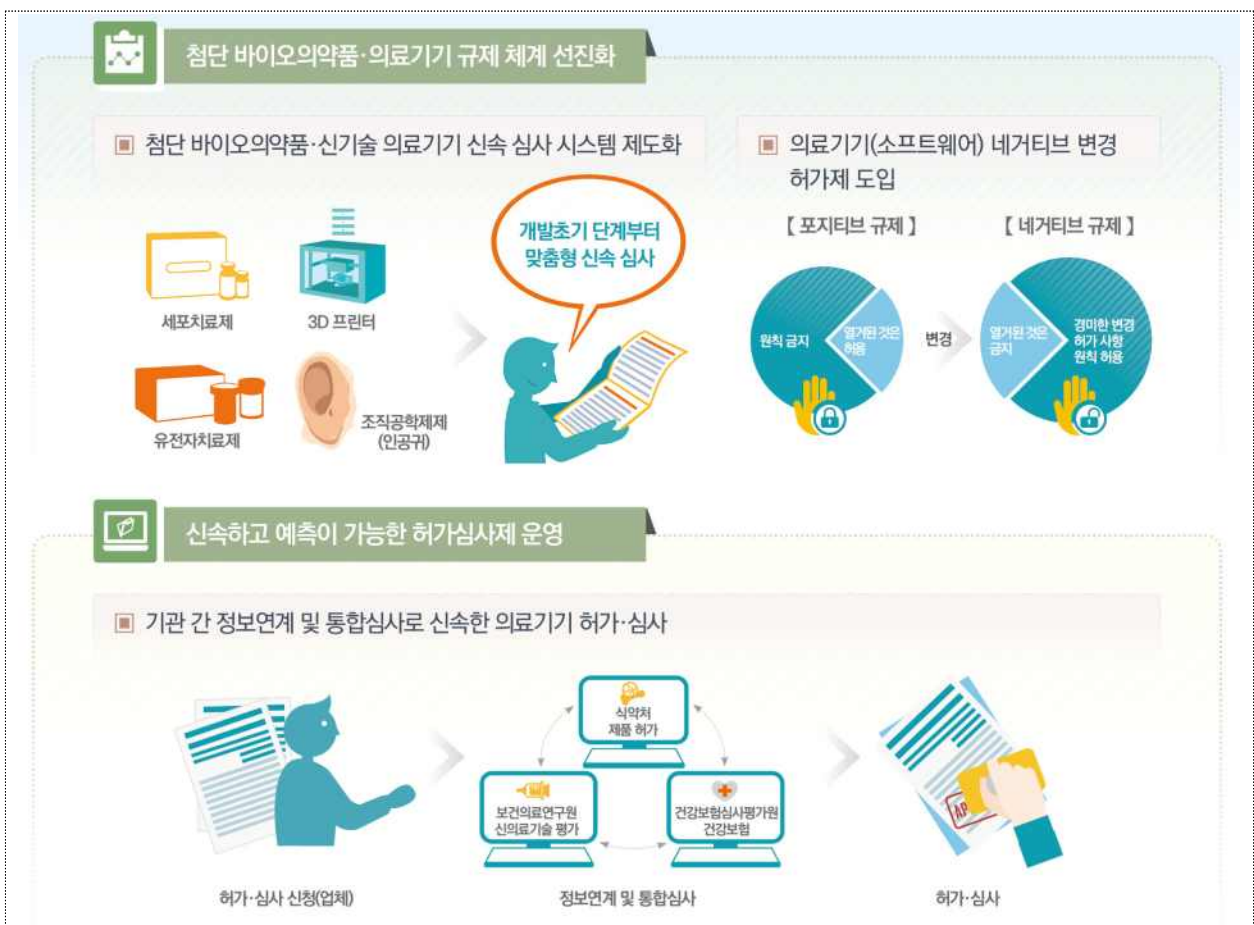 첨단 바이오의약품·의료기기 규제 체계 선진화
▣ 첨단 바이오의약품·신기술 의료기기 신속 심사 시스템 제도화
세포치료제
3D 프린터
유전자치료제
조직공학제제
(인공귀)
개발초기 단계부터
맞춤형 신속 심사
▣ 의료기기(소프트웨어) 네거티브 변경
허가제 도입
【 포지티브 규제 】
【 네거티브 규제 】
원칙 금지
열거된 것은
허용
변경
열거된 것은
금지
경미한 변경
허가 사항
원칙 허용
신속하고 예측이 가능한 허가심사제 운영
▣ 기관 간 정보연계 및 통합심사로 신속한 의료기기 허가·심사
식약처
제품 허가
보건의료연구원
신의료기술 평가
건강보험심사평가원
건강보험
AP
허가·심사 신청(업체)
정보연계 및 통합심사
허가·심사